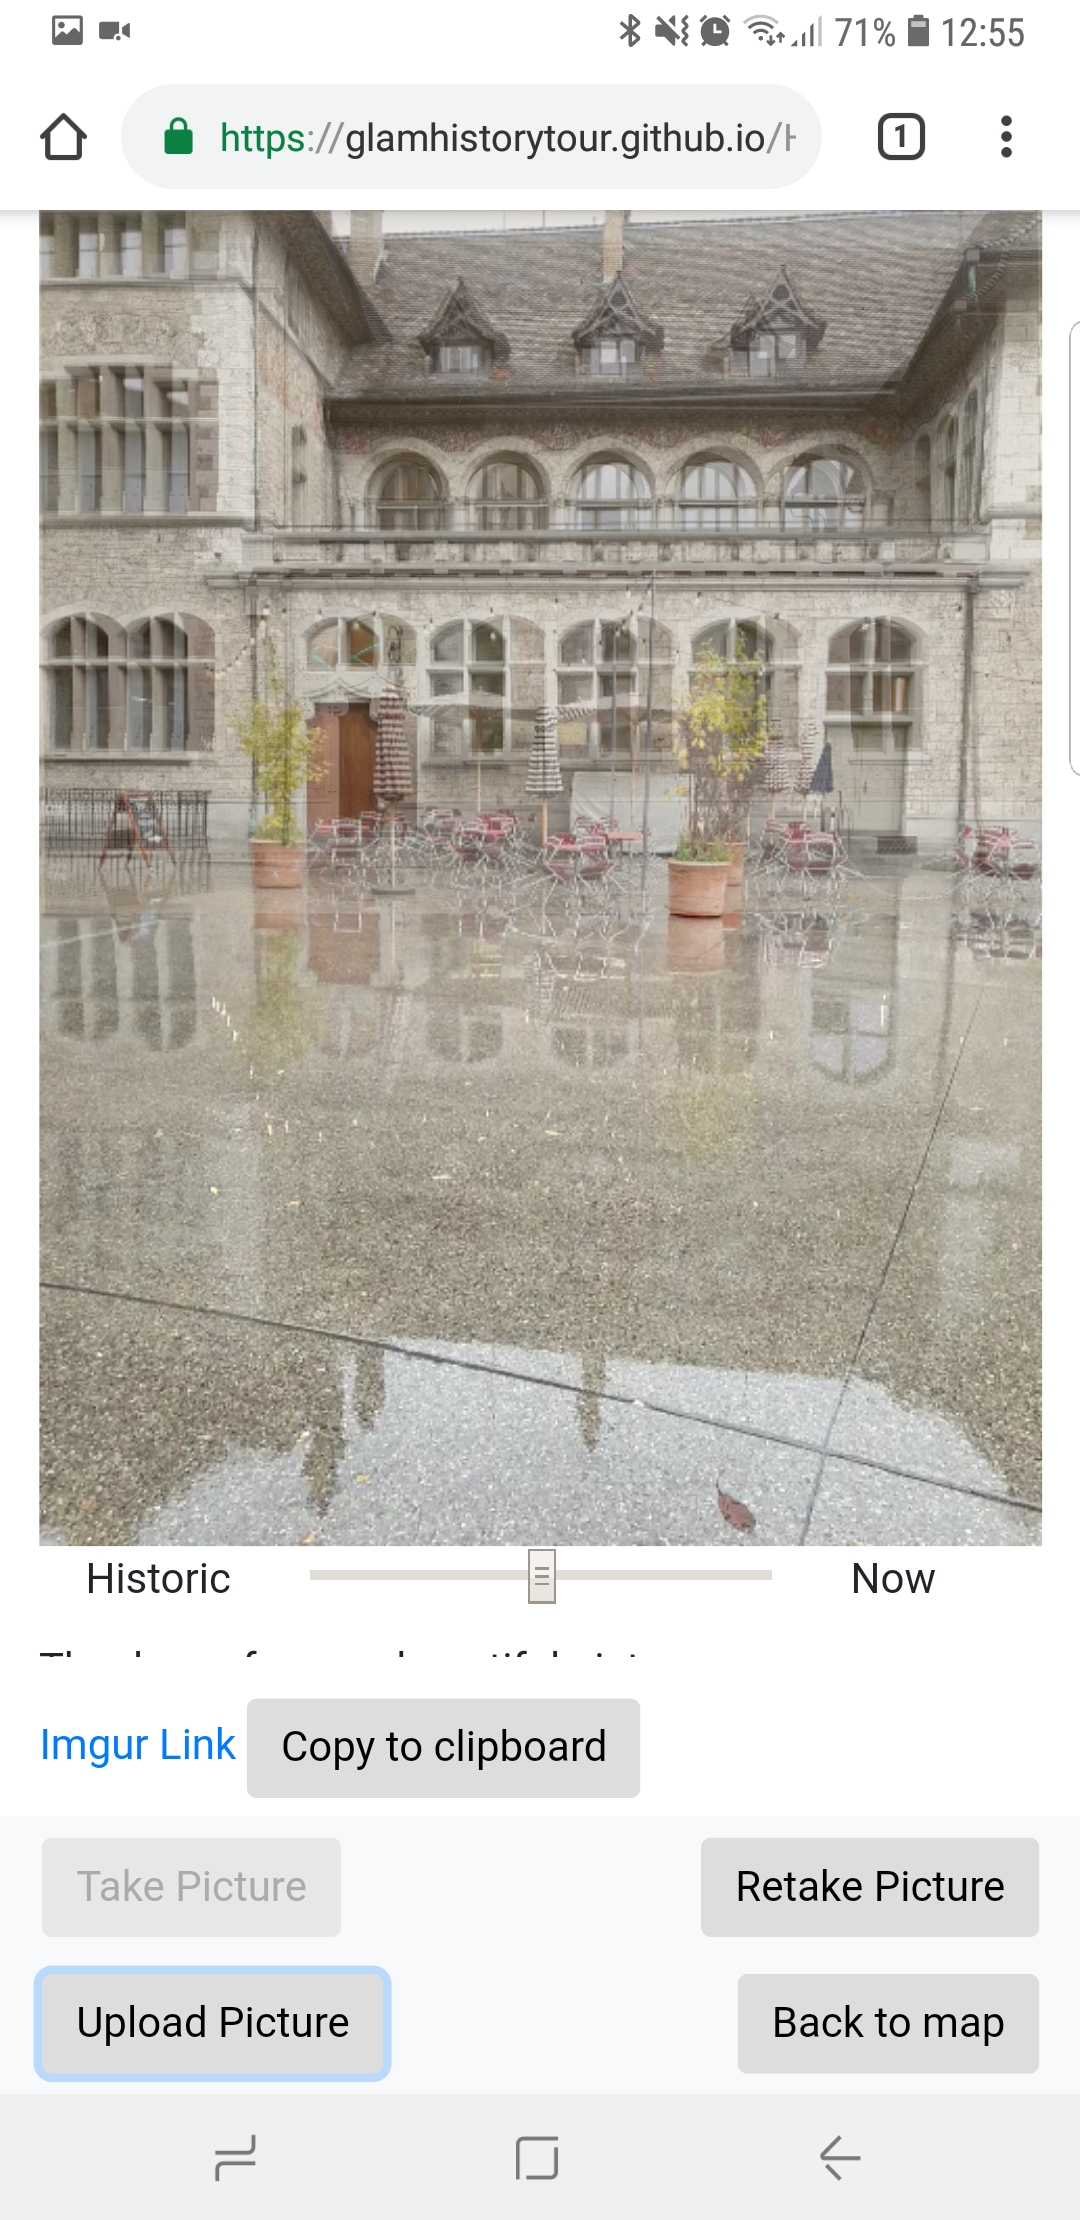 71% 12:55
https://glamhistorytour.github.io/H
1
Historic Now
Imgur Link Copy to clipboard
Take Picture Retake Picture
Upload Picture Back to map